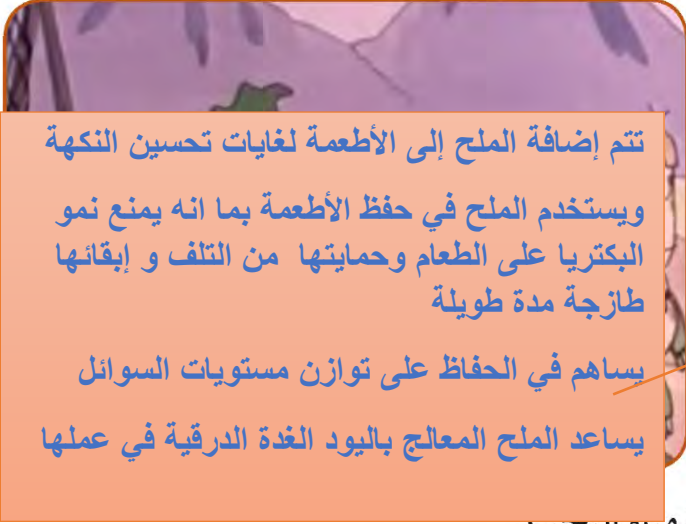 تتم إضافة الملح إلى الأطعمة لغايات تحسين النكهة
ويستخدم الملح في حفظ الأطعمة بما انه يمنع نمو
البكتريا على الطعام وحمايتها من التلف و إبقائها
طازجة مدة طويلة
يساهم في الحفاظ على توازن مستويات السوائل
يساعد الملح المعالج باليود الغدة الدرقية في عملها